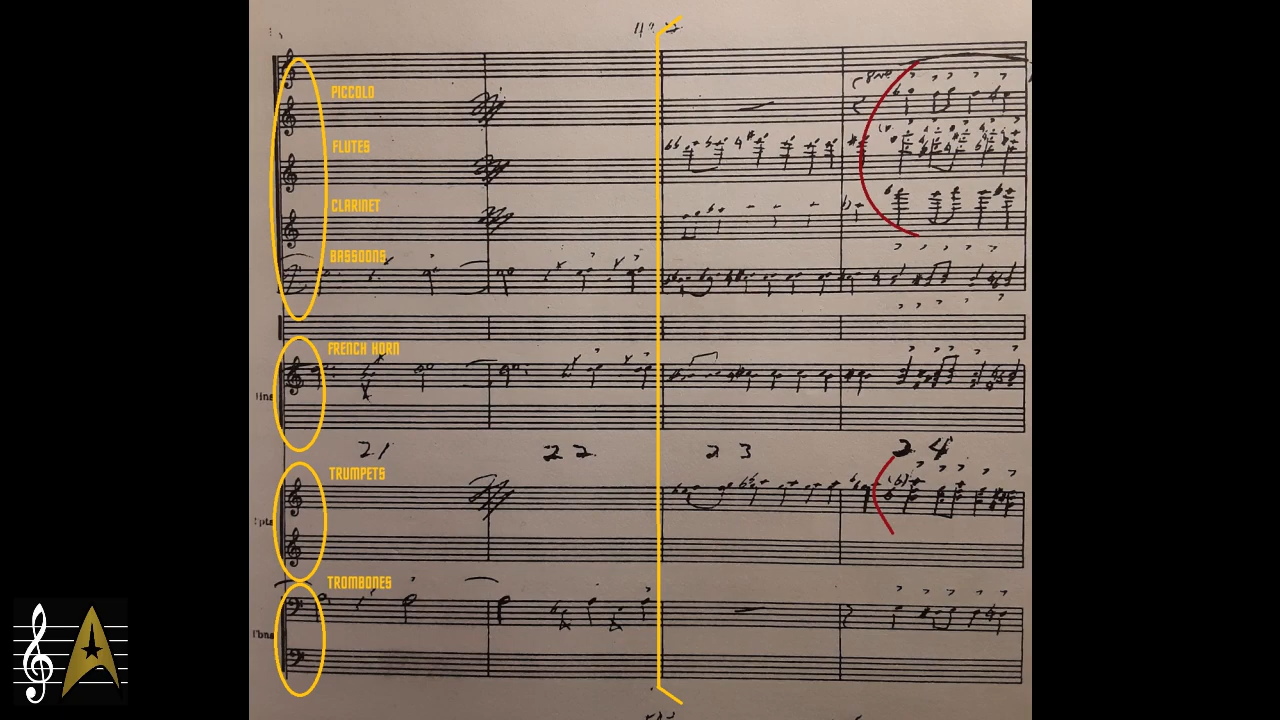 PICCOLO
FLUTES
CLARINET
BASSOONS
FRENCH HORN
21 22 23 24
TRUMPETS
TROMBONES